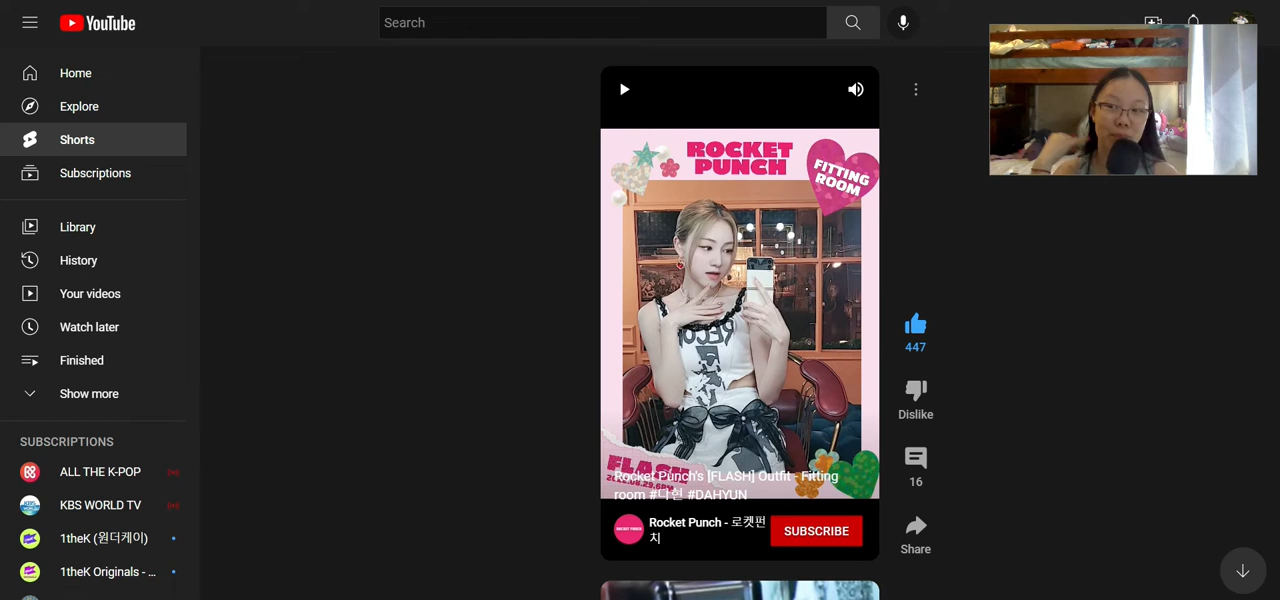 YouTube
Search
Home
Explore
Shorts
Subscriptions
Library
History
Your videos
Watch later
Finished
Show more
SUBSCRIPTIONS
ALL THE K-POP
KBS WORLD TV
1theK (원더케이)
1theK Originals - ...
ROCKET
PUNCH
FITTING
ROOM
FLASH
Rocket Punch's [FLASH] Outfit - Fitting
room #다현 #DAHYUN
Rocket Punch - 로켓펀
치
SUBSCRIBE
447
Dislike
16
Share